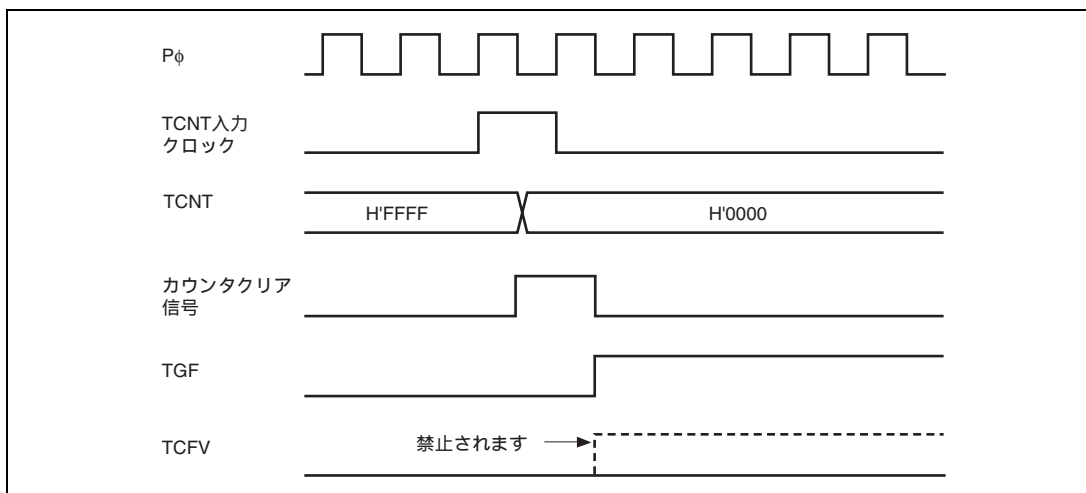 Pφ
TCNT入力
クロック
TCNT
H'FFFF
H'0000
カウンタクリア
信号
TGF
TCFV
禁止されます